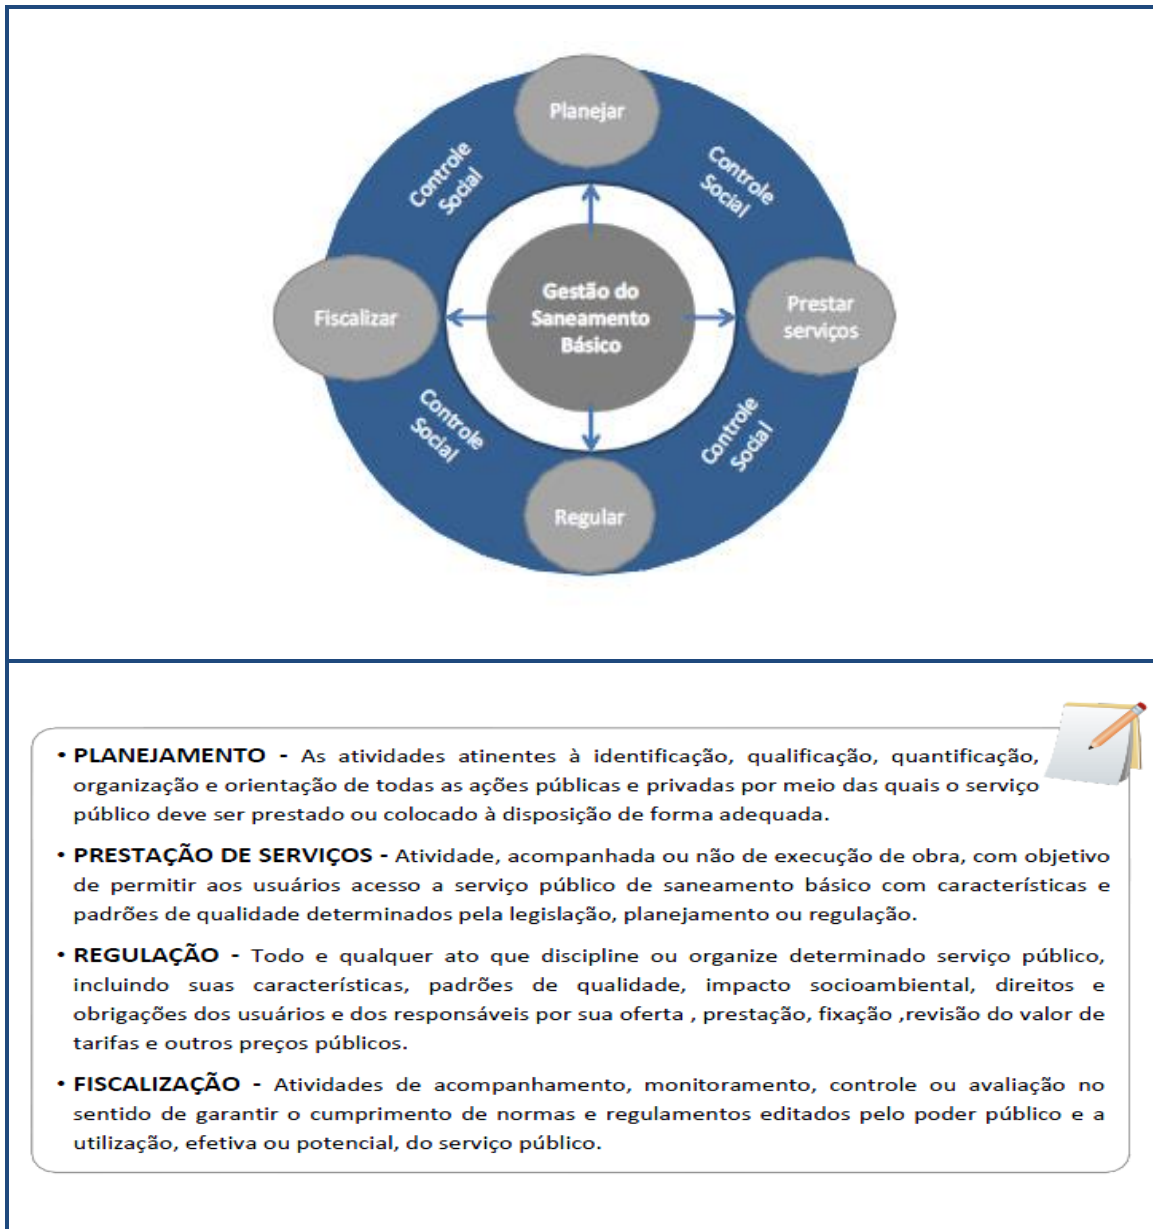 Planejar
Controle
Social
Controle
Social
Gestão do
Saneamento
Básico
Fiscalizar
Prestar
serviços
Controle
Social
Controle
Social
Regular
• PLANEJAMENTO - As atividades atinentes à identificação, qualificação, quantificação,
organização e orientação de todas as ações públicas e privadas por meio das quais o serviço
público deve ser prestado ou colocado à disposição de forma adequada.
• PRESTAÇÃO DE SERVIÇOS - Atividade, acompanhada ou não de execução de obra, com objetivo
de permitir aos usuários acesso a serviço público de saneamento básico com características e
padrões de qualidade determinados pela legislação, planejamento ou regulação.
• REGULAÇÃO - Todo e qualquer ato que discipline ou organize determinado serviço público,
incluindo suas características, padrões de qualidade, impacto socioambiental, direitos e
obrigações dos usuários e dos responsáveis por sua oferta , prestação, fixação ,revisão do valor de
tarifas e outros preços públicos.
• FISCALIZAÇÃO - Atividades de acompanhamento, monitoramento, controle ou avaliação no
sentido de garantir o cumprimento de normas e regulamentos editados pelo poder público e a
utilização, efetiva ou potencial, do serviço público.